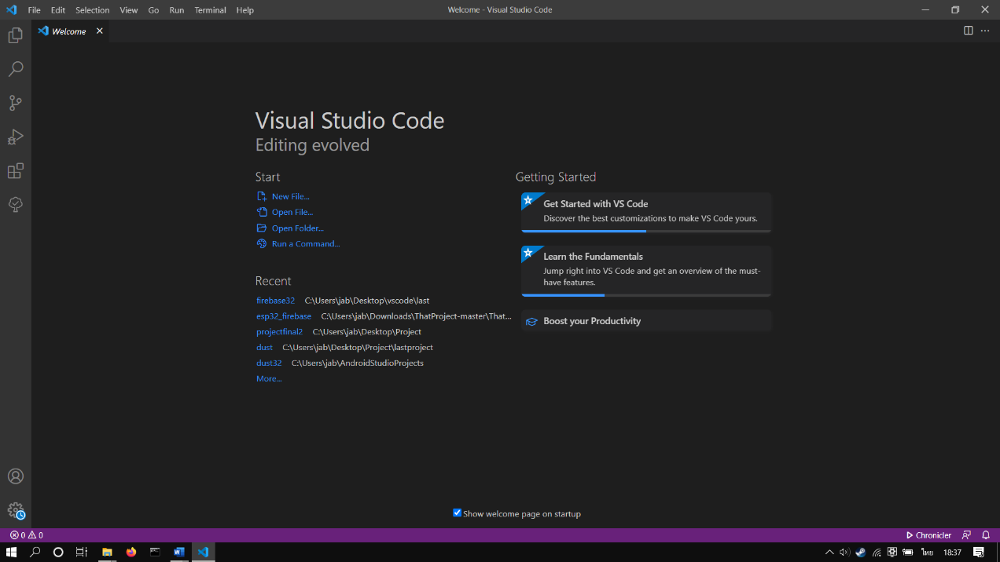 File Edit Selection View Go Run Terminal Help
Welcome - Visual Studio Code
Welcome
Visual Studio Code
Editing evolved
Start
New File...
Open File...
Open Folder...
Run a Command...
Recent
firebase32 C:\Users\jab\Desktop\vscode\last
esp32_firebase C:\Users\jab\Downloads\ThatProject-master\That...
projectfinal2 C:\Users\jab\Desktop\Project
dust C:\Users\jab\Desktop\Project\lastproject
dust32 C:\Users\jab\AndroidStudioProjects
More...
Getting Started
Get Started with VS Code
Discover the best customizations to make VS Code yours.
Learn the Fundamentals
Jump right into VS Code and get an overview of the must-
have features.
Boost your Productivity
Show welcome page on startup
0 0
Chronicler
ไทย 18:37